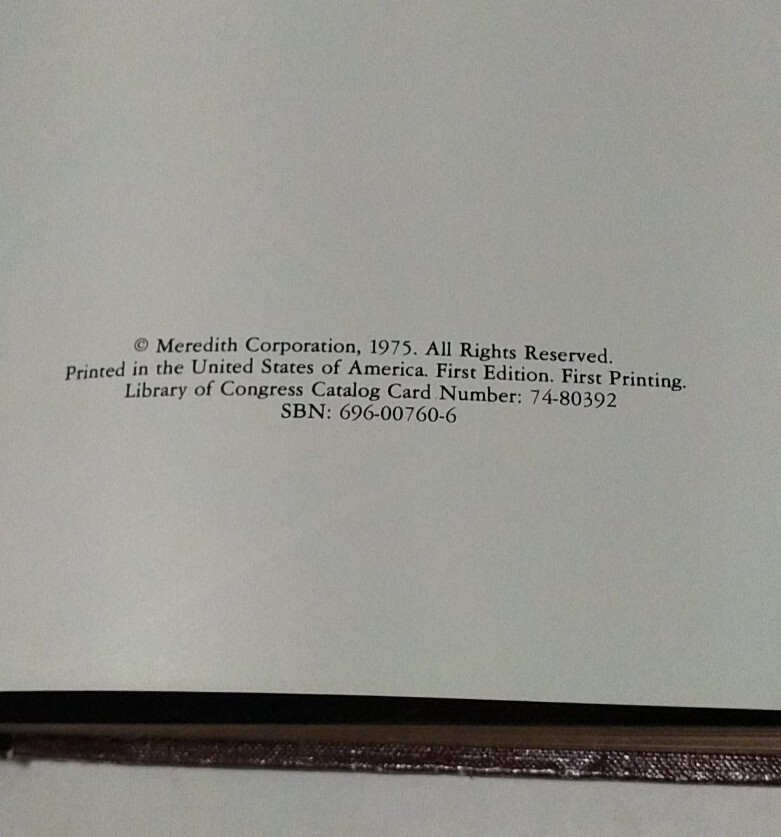 © Meredith Corporation, 1975. All Rights Reserved.
Printed in the United States of America. First Edition. First Printing.
Library of Congress Catalog Card Number: 74-80392
SBN: 696-00760-6